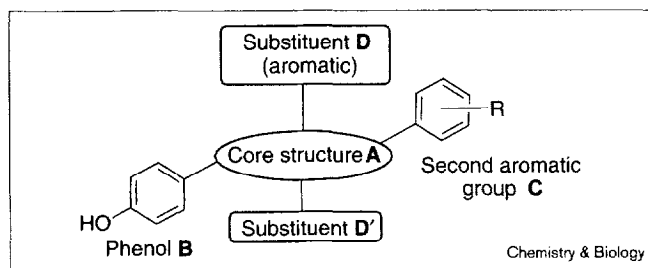 Substituent D
(aromatic)
R
Core structure A
Second aromatic
group C
HO
Phenol B
Substituent D′
Chemistry & Biology